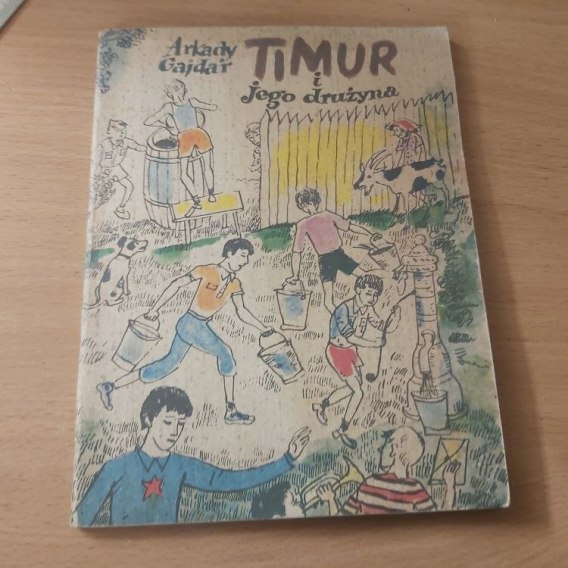 Arkady
Gajdar
TIMUR
i
jego drużyna